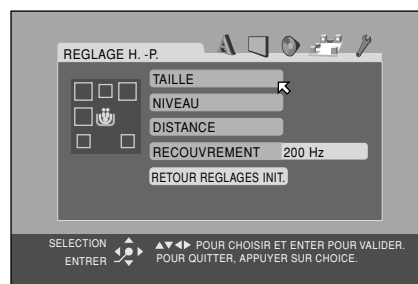 REGLAGE H. -P.
TAILLE
NIVEAU
DISTANCE
RECOUVREMENT 200 Hz
RETOUR REGLAGES INIT.
SELECTION
ENTRER
▲▼◀▶ POUR CHOISIR ET ENTER POUR VALIDER.
POUR QUITTER, APPUYER SUR CHOICE.